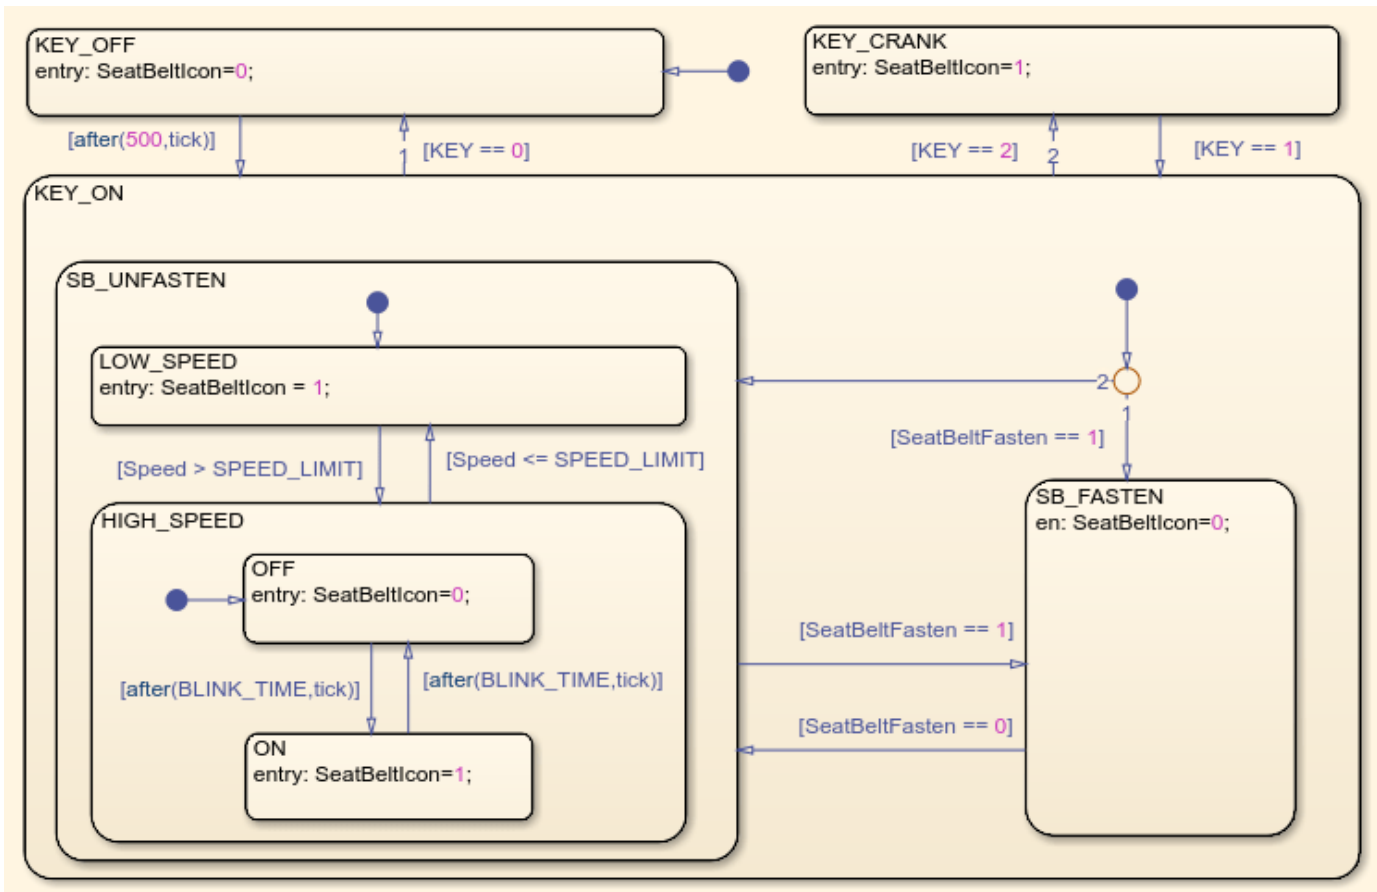 KEY_OFF
entry: SeatBeltIcon=0;
KEY_CRANK
entry: SeatBeltIcon=1;
[after(500,tick)]
1
[KEY == 0]
[KEY == 2]
2
[KEY == 1]
KEY_ON
SB_UNFASTEN
LOW_SPEED
entry: SeatBeltIcon = 1;
2
1
[SeatBeltFasten == 1]
[Speed > SPEED_LIMIT]
[Speed <= SPEED_LIMIT]
SB_FASTEN
en: SeatBeltIcon=0;
HIGH_SPEED
OFF
entry: SeatBeltIcon=0;
[SeatBeltFasten == 1]
[after(BLINK_TIME,tick)]
[after(BLINK_TIME,tick)]
[SeatBeltFasten == 0]
ON
entry: SeatBeltIcon=1;